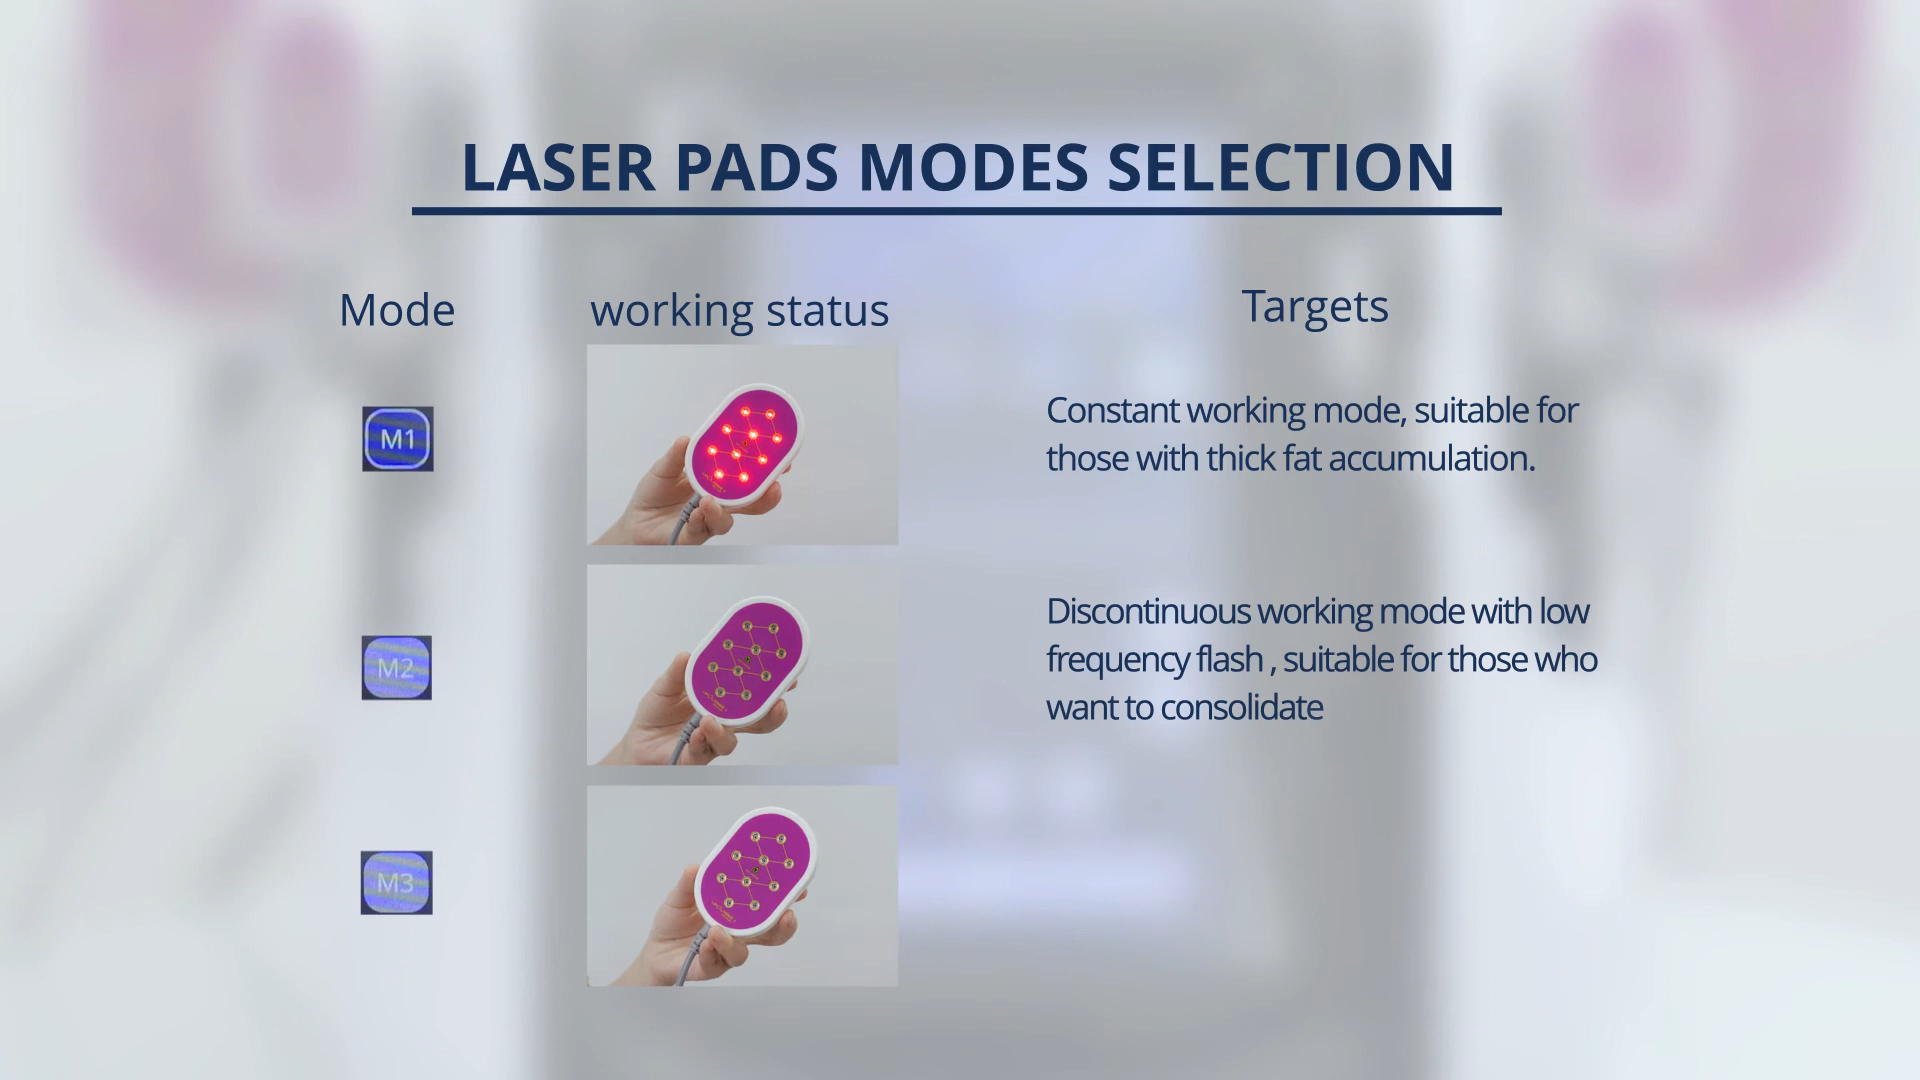 LASER PADS MODES SELECTION
Mode
working status
Targets
M1
Constant working mode, suitable for
those with thick fat accumulation.
M2
Discontinuous working mode with low
frequency flash , suitable for those who
want to consolidate
M3